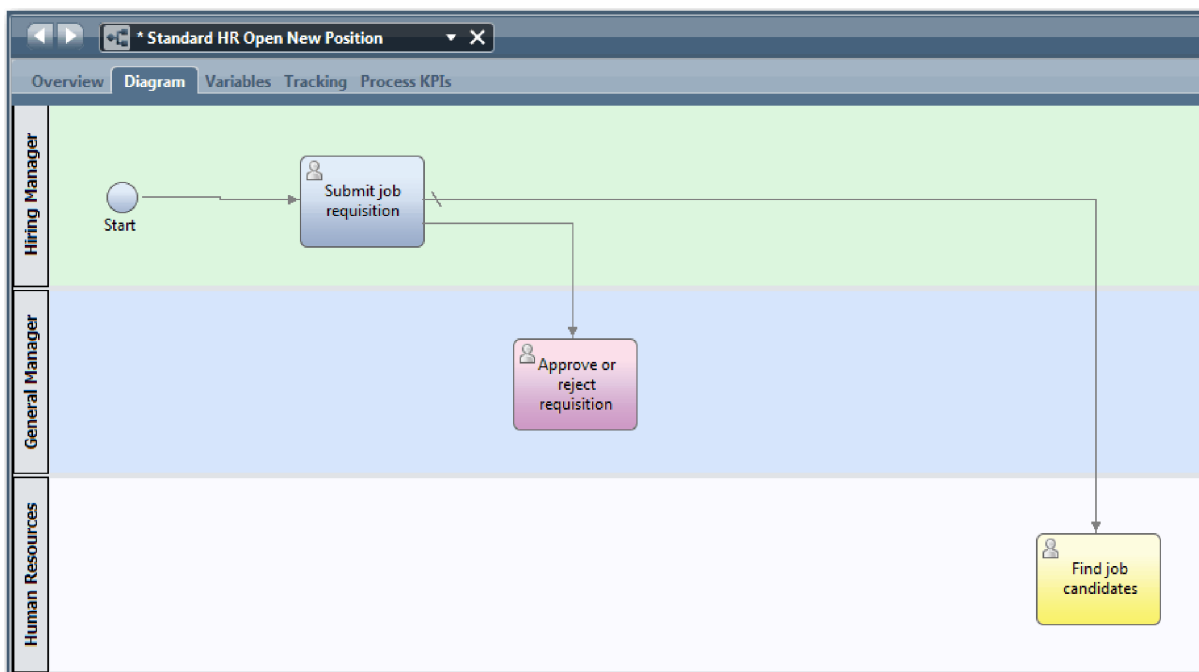 * Standard HR Open New Position
Overview Diagram Variables Tracking Process KPIs
Hiring Manager
Start
Submit job
requisition
General Manager
Approve or
reject
requisition
Human Resources
Find job
candidates